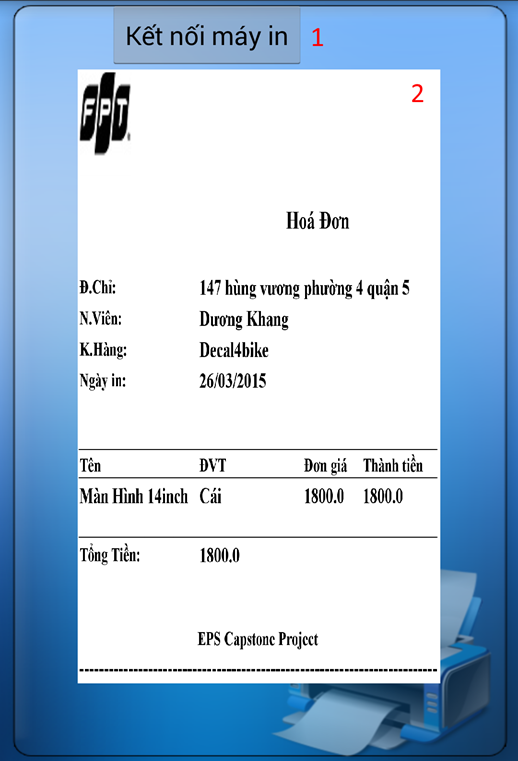 Kết nối máy in 1
2
FPT
Hoá Đơn
Đ.Chỉ: 147 hùng vương phường 4 quận 5
N.Viên: Dương Khang
K.Hàng: Decal4bike
Ngày in: 26/03/2015
Tên ĐVT Đơn giá Thành tiền
Màn Hình 14inch Cái 1800.0 1800.0
Tổng Tiền: 1800.0
EPS Capstone Project